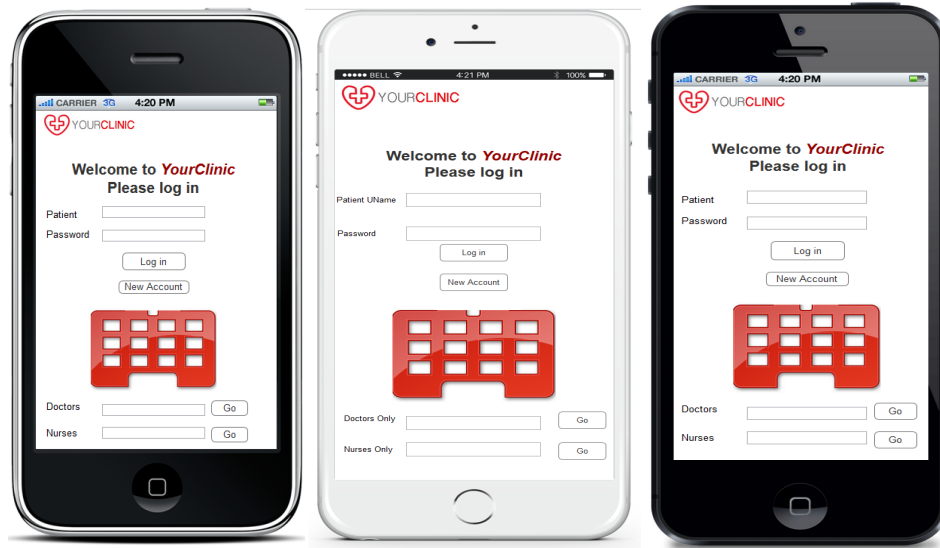 CARRIER 3G 4:20 PM
YOURCLINIC
Welcome to YourClinic
Please log in
Patient
Password
Log in
New Account
Doctors
Go
Nurses
Go
BELL 4:21 PM 100%
YOURCLINIC
Welcome to YourClinic
Please log in
Patient UName
Password
Log in
New Account
Doctors Only
Go
Nurses Only
Go
CARRIER 3G 4:20 PM
YOURCLINIC
Welcome to YourClinic
Please log in
Patient
Password
Log in
New Account
Doctors
Go
Nurses
Go